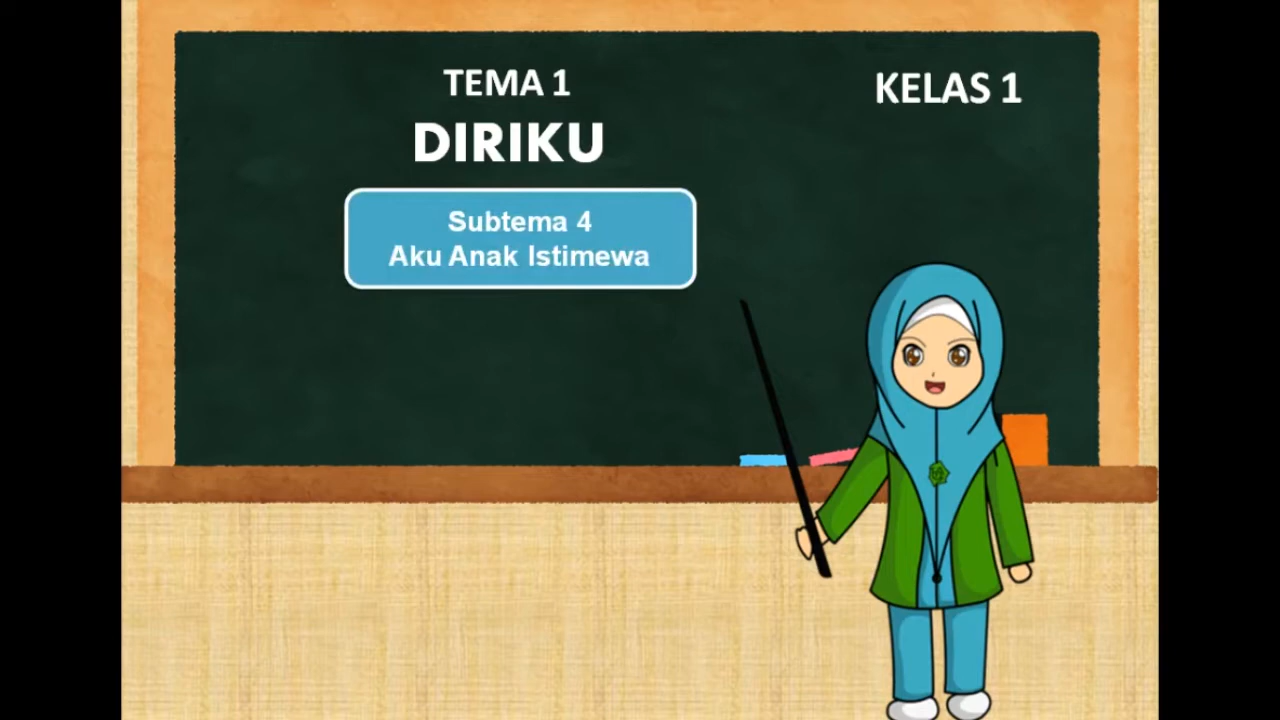 TEMA 1
DIRIKU
KELAS 1
Subtema 4
Aku Anak Istimewa